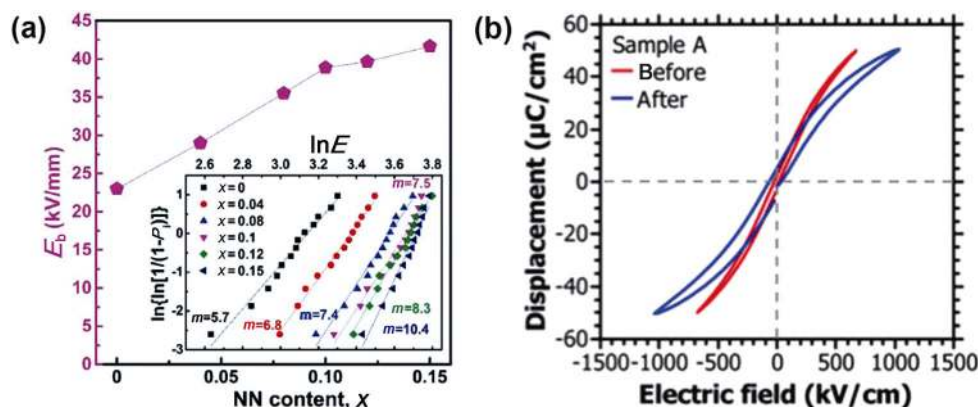 (a)
E_b (kV/mm)
45
40
35
30
25
20
15
10
5
0
0
0.05
0.10
0.15
NN content, x
lnE
2.6 2.8 3.0 3.2 3.4 3.6 3.8
ln{ln[1/(1-P_i)]}
1
0
-1
-2
-3
x=0
x=0.04
x=0.08
x=0.1
x=0.12
x=0.15
m=7.5
m=5.7
m=6.8
m=7.4
m=8.3
m=10.4
(b)
Displacement (µC/cm²)
60
40
20
0
-20
-40
-60
Sample A
Before
After
-1500 -1000 -500 0 500 1000 1500
Electric field (kV/cm)